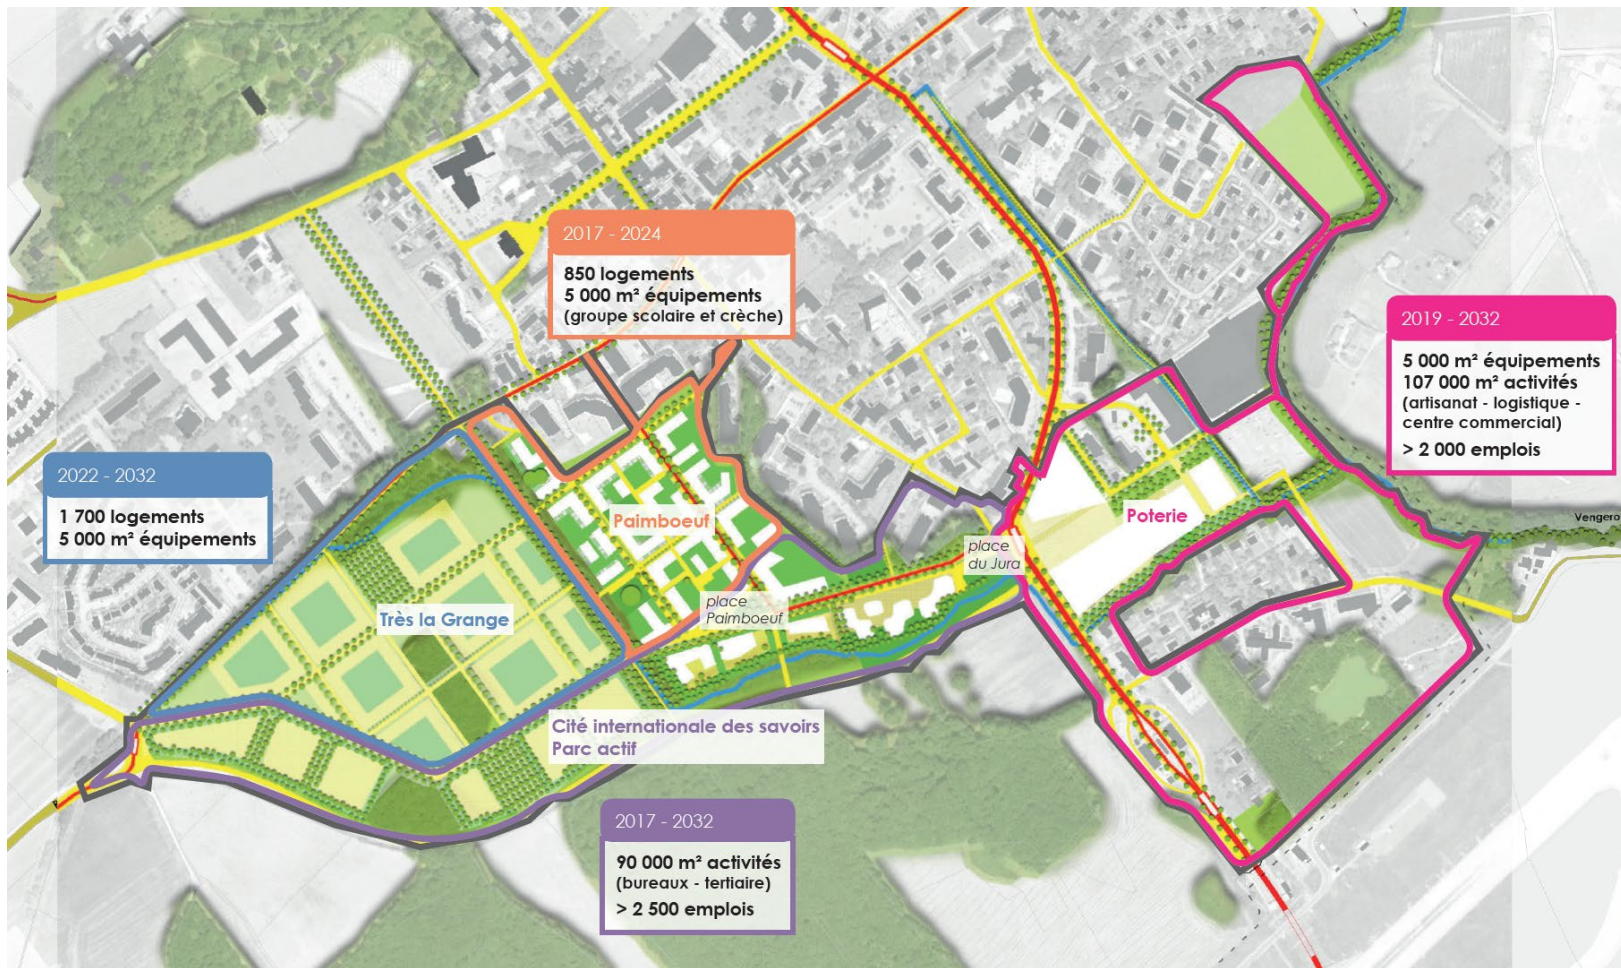 2017 - 2024
850 logements
5 000 m² équipements
(groupe scolaire et crèche)
2019 - 2032
5 000 m² équipements
107 000 m² activités
(artisanat - logistique -
centre commercial)
> 2 000 emplois
2022 - 2032
1 700 logements
5 000 m² équipements
Paimboeuf
Poterie
Vengero
place
du Jura
place
Paimboeuf
Très la Grange
Cité internationale des savoirs
Parc actif
2017 - 2032
90 000 m² activités
(bureaux - tertiaire)
> 2 500 emplois